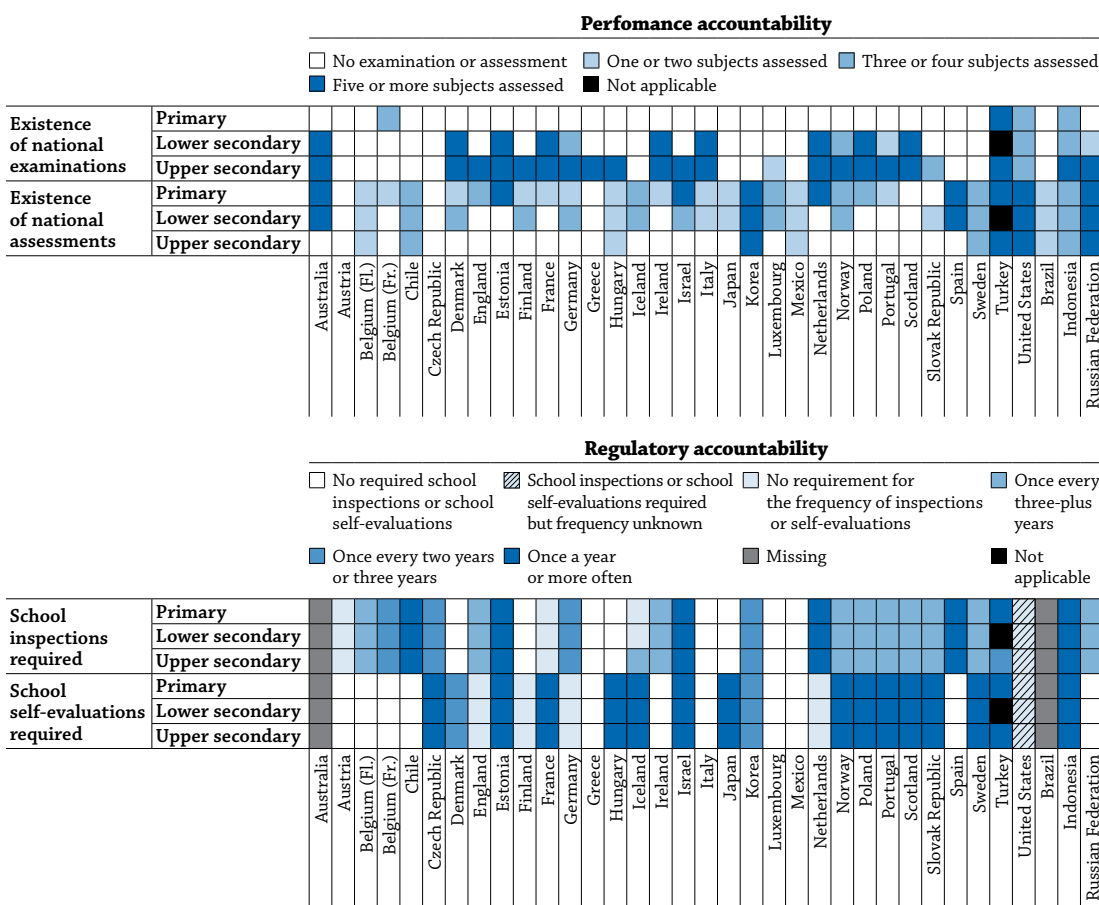 Perfomance accountability
No examination or assessment
One or two subjects assessed
Three or four subjects assessed
Five or more subjects assessed
Not applicable
Existence
of national
examinations
Primary
Lower secondary
Upper secondary
Existence
of national
assessments
Primary
Lower secondary
Upper secondary
Australia
Austria
Belgium (Fl.)
Belgium (Fr.)
Chile
Czech Republic
Denmark
England
Estonia
Finland
France
Germany
Greece
Hungary
Iceland
Ireland
Israel
Italy
Japan
Korea
Luxembourg
Mexico
Netherlands
Norway
Poland
Portugal
Scotland
Slovak Republic
Spain
Sweden
Turkey
United States
Brazil
Indonesia
Russian Federation
Regulatory accountability
No required school
inspections or school
self-evaluations
School inspections or school
self-evaluations required
but frequency unknown
No requirement for
the frequency of inspections
or self-evaluations
Once every
three-plus
years
Once every two years
or three years
Once a year
or more often
Missing
Not
applicable
School
inspections
required
Primary
Lower secondary
Upper secondary
School
self-evaluations
required
Primary
Lower secondary
Upper secondary
Australia
Austria
Belgium (Fl.)
Belgium (Fr.)
Chile
Czech Republic
Denmark
England
Estonia
Finland
France
Germany
Greece
Hungary
Iceland
Ireland
Israel
Italy
Japan
Korea
Luxembourg
Mexico
Netherlands
Norway
Poland
Portugal
Scotland
Slovak Republic
Spain
Sweden
Turkey
United States
Brazil
Indonesia
Russian Federation